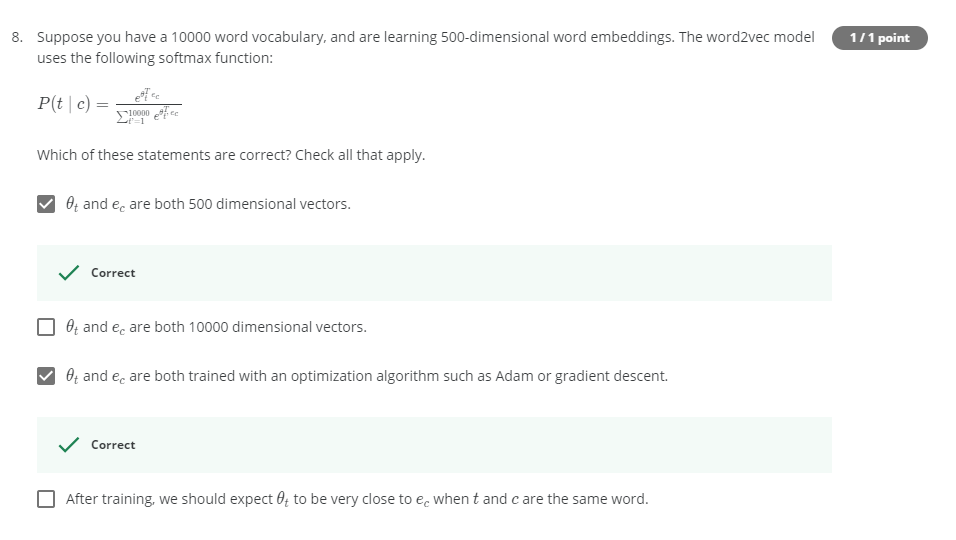 8. Suppose you have a 10000 word vocabulary, and are learning 500-dimensional word embeddings. The word2vec model
1 / 1 point
uses the following softmax function:
P(t | c) = e^{θ_t^T e_c} / ∑_{t'=1}^{10000} e^{θ_{t'}^T e_c}
Which of these statements are correct? Check all that apply.
θ_t and e_c are both 500 dimensional vectors.
Correct
θ_t and e_c are both 10000 dimensional vectors.
θ_t and e_c are both trained with an optimization algorithm such as Adam or gradient descent.
Correct
After training, we should expect θ_t to be very close to e_c when t and c are the same word.